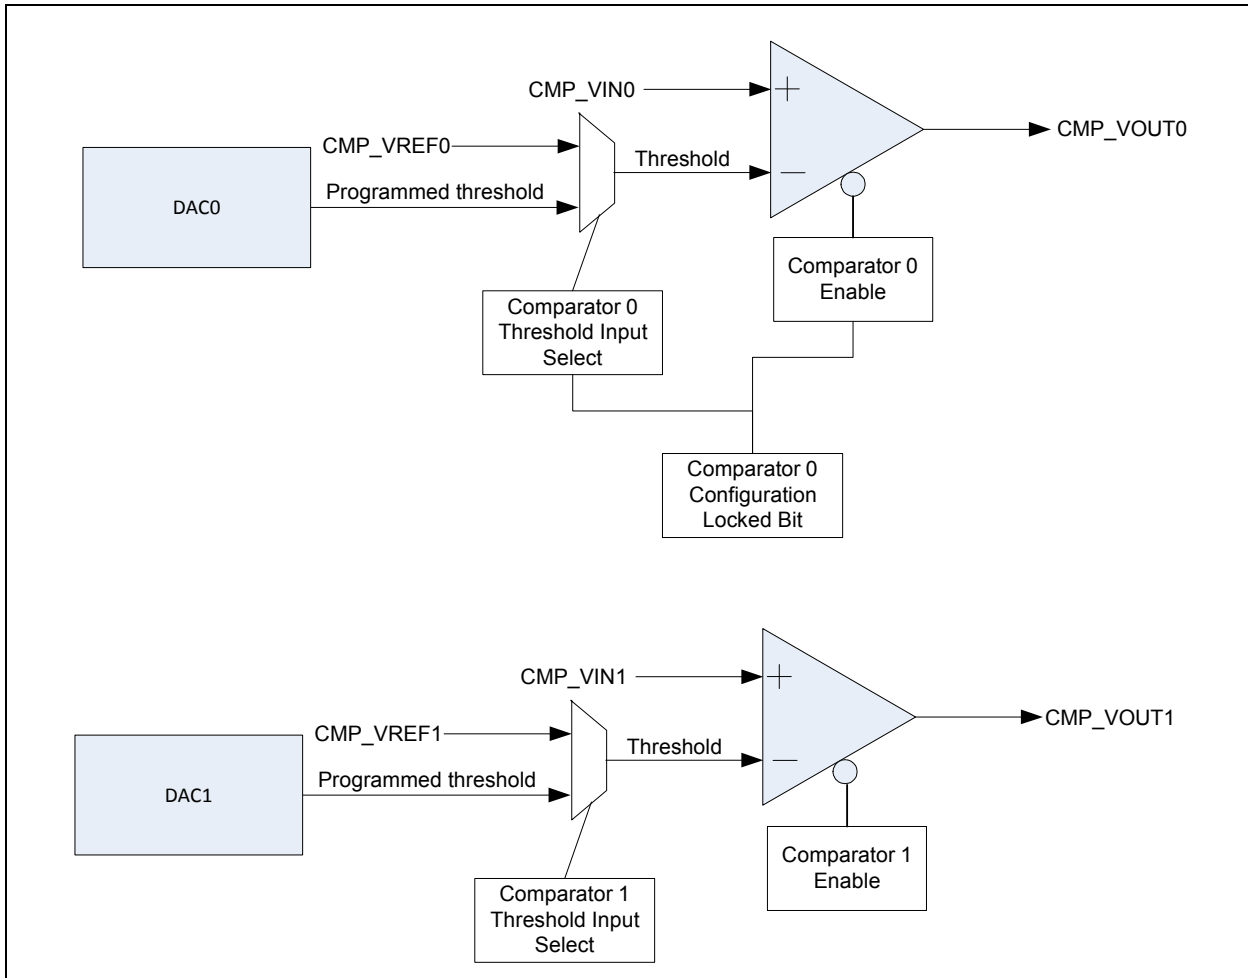 CMP_VIN0
+
CMP_VOUT0
CMP_VREF0
Threshold
—
Programmed threshold
DAC0
Comparator 0
Enable
Comparator 0
Threshold Input
Select
Comparator 0
Configuration
Locked Bit
CMP_VIN1
+
CMP_VOUT1
CMP_VREF1
Threshold
—
Programmed threshold
DAC1
Comparator 1
Enable
Comparator 1
Threshold Input
Select